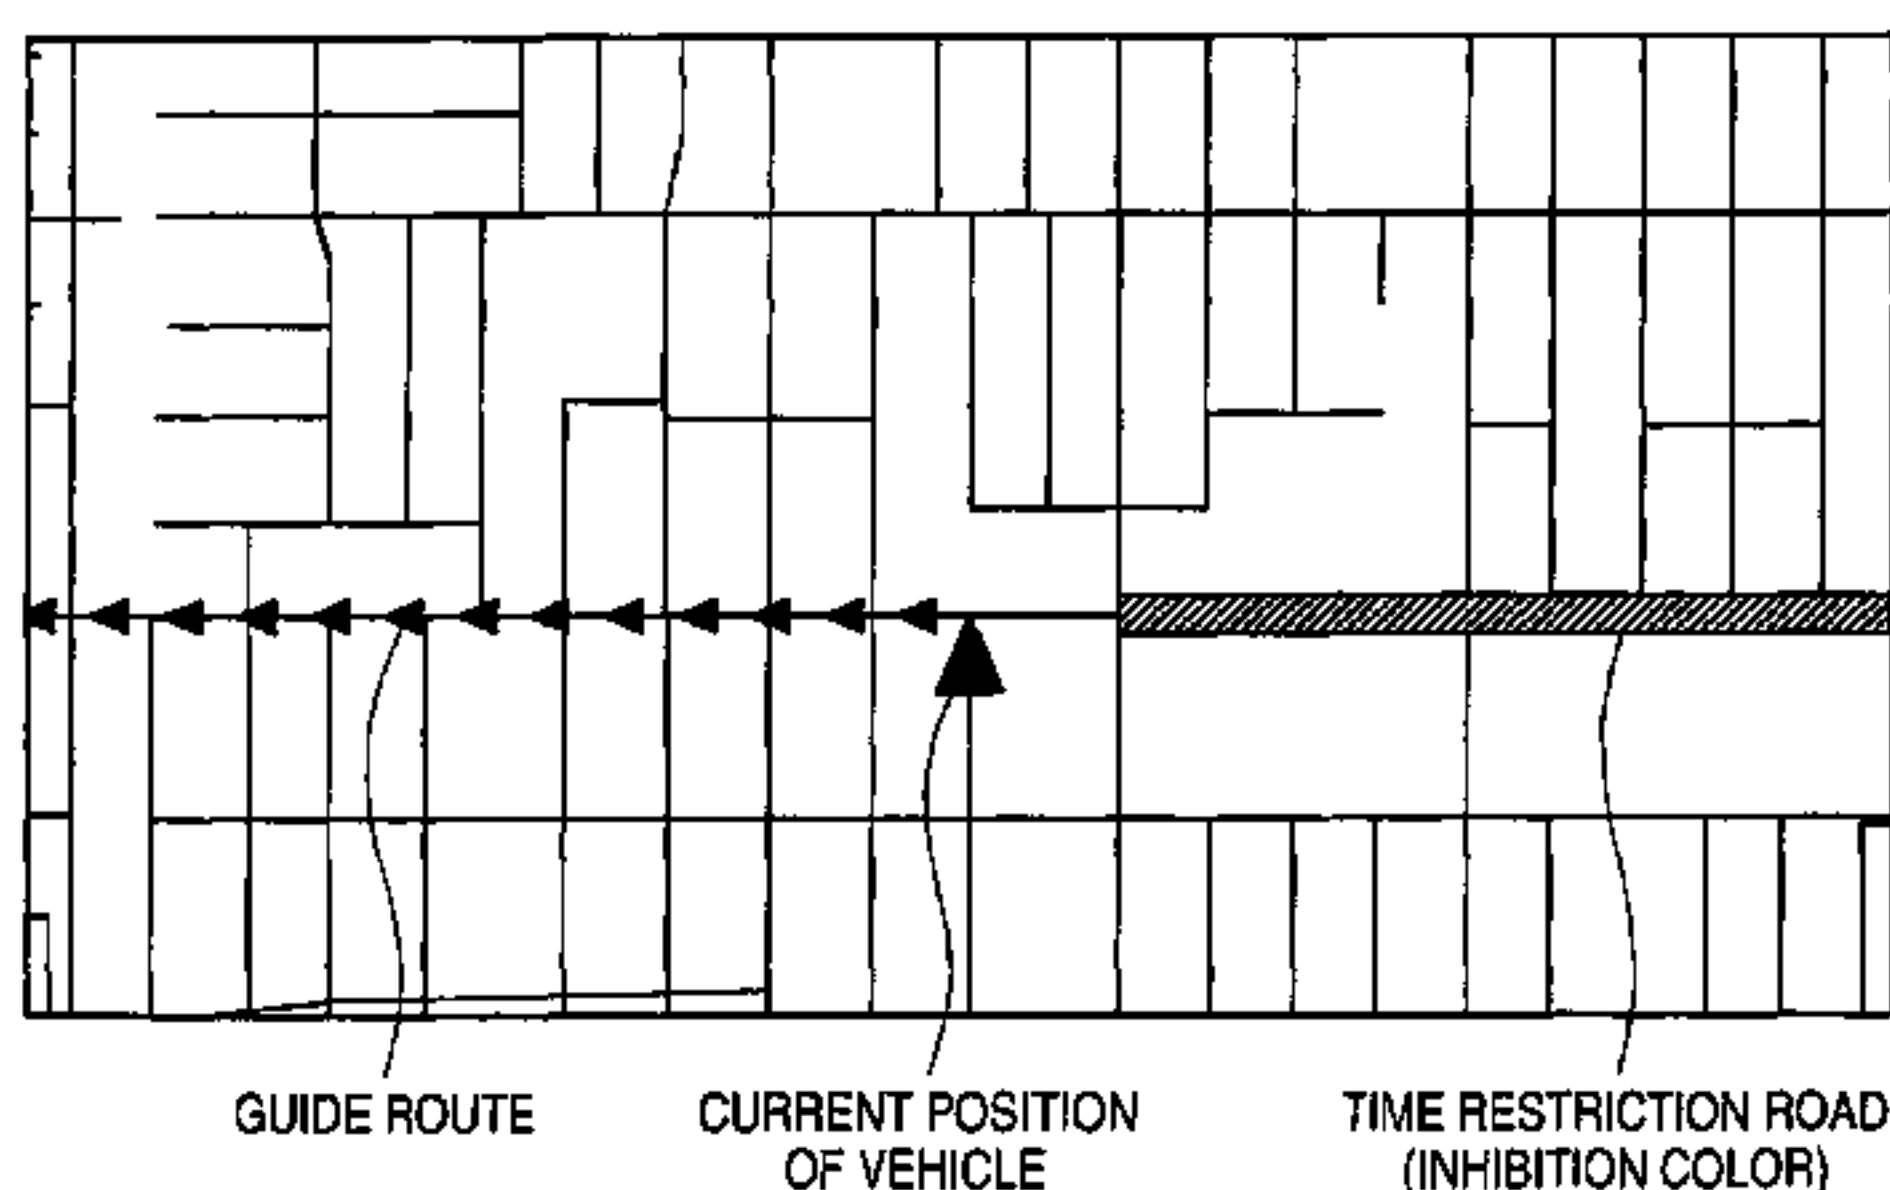 GUIDE ROUTE
CURRENT POSITION
OF VEHICLE
TIME RESTRICTION ROAD
(INHIBITION COLOR)